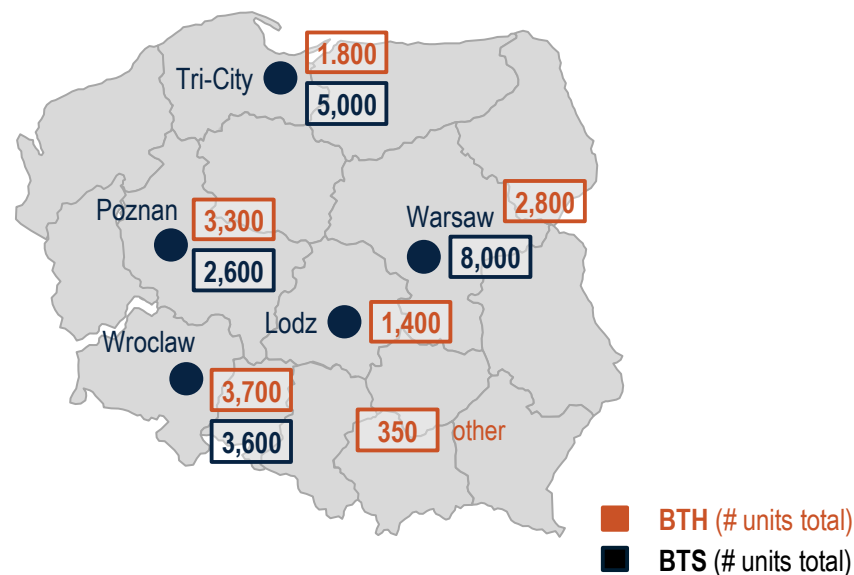 1.800
Tri-City
5,000
2,800
Poznan
3,300
Warsaw
2,600
8,000
Lodz
1,400
Wroclaw
3,700
3,600
350 other
BTH (# units total)
BTS (# units total)